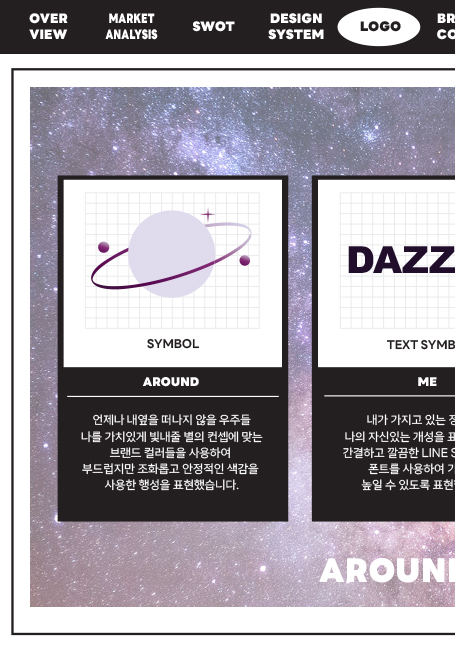 OVER
VIEW
MARKET
ANALYSIS
SWOT
DESIGN
SYSTEM
LOGO
BR
CO
SYMBOL
AROUND
언제나 내옆을 떠나지 않을 우주들
나를 가치있게 빛내줄 별의 컨셉에 맞는
브랜드 컬러들을 사용하여
부드럽지만 조화롭고 안정적인 색감을
사용한 행성을 표현했습니다.
DAZZ
TEXT SYMB
ME
내가 가지고 있는
나의 자신있는 개성을
간결하고 깔끔한 LINE S
폰트를 사용하여
높일 수 있도록 표현
AROUN